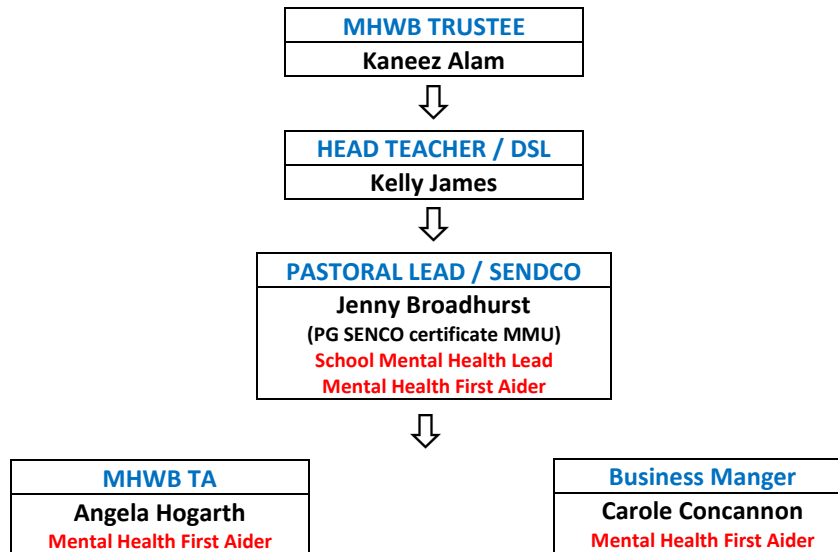 MHWB TRUSTEE
Kaneez Alam
HEAD TEACHER / DSL
Kelly James
PASTORAL LEAD / SENDCO
Jenny Broadhurst
(PG SENCO certificate MMU)
School Mental Health Lead
Mental Health First Aider
MHWB TA
Angela Hogarth
Mental Health First Aider
Business Manger
Carole Concannon
Mental Health First Aider